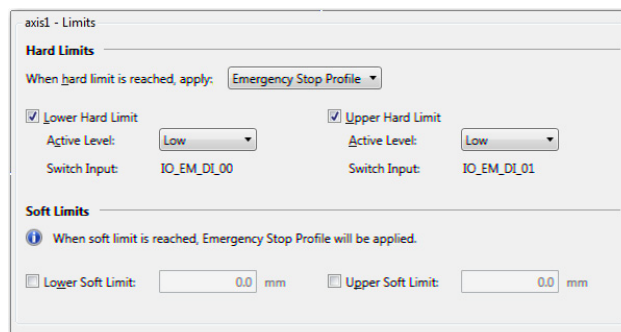 axis1 - Limits
Hard Limits
When hard limit is reached, apply: Emergency Stop Profile
Lower Hard Limit Upper Hard Limit
Active Level: Low Active Level: Low
Switch Input: IO_EM_DI_00 Switch Input: IO_EM_DI_01
Soft Limits
When soft limit is reached, Emergency Stop Profile will be applied.
Lower Soft Limit: 0.0 mm Upper Soft Limit: 0.0 mm